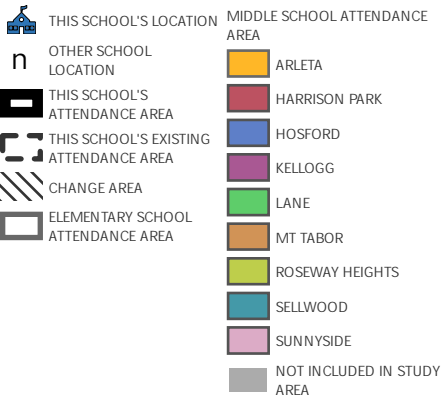 THIS SCHOOL'S LOCATION
n
OTHER SCHOOL
LOCATION
THIS SCHOOL'S
ATTENDANCE AREA
THIS SCHOOL'S EXISTING
ATTENDANCE AREA
CHANGE AREA
ELEMENTARY SCHOOL
ATTENDANCE AREA
MIDDLE SCHOOL ATTENDANCE
AREA
ARLETA
HARRISON PARK
HOSFORD
KELLOGG
LANE
MT TABOR
ROSEWAY HEIGHTS
SELLWOOD
SUNNYSIDE
NOT INCLUDED IN STUDY
AREA